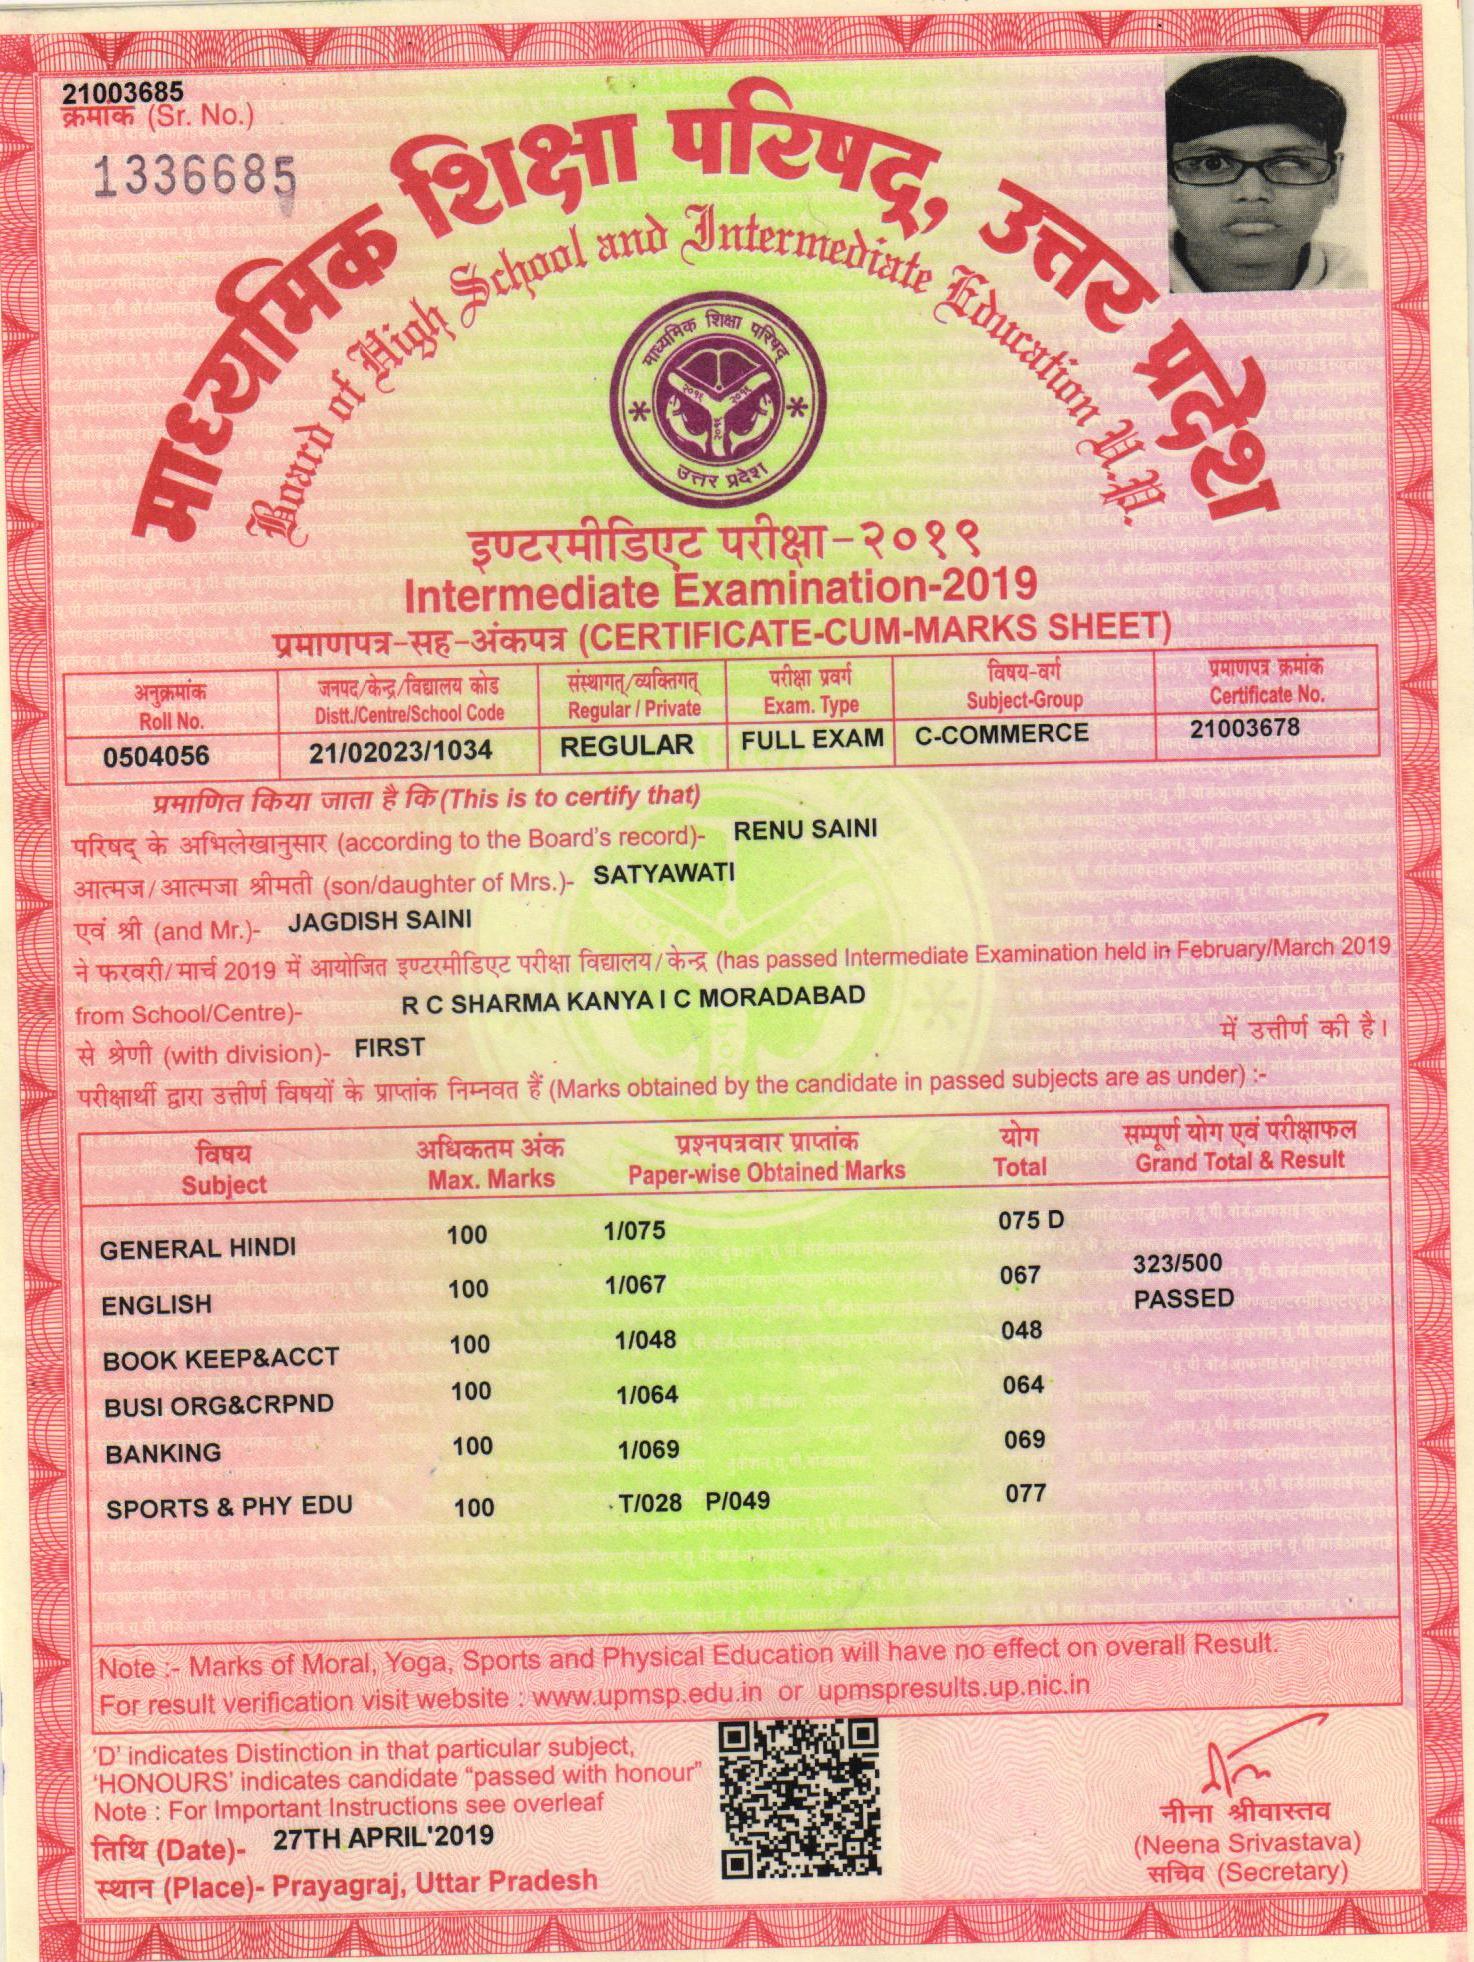 21003685
क्रमांक (Sr. No.)
1336685
माध्यमिक शिक्षा परिषद्, उत्तर प्रदेश
Board of High School and Intermediate Education U.P.
माध्यमिक शिक्षा परिषद्
उत्तर प्रदेश
इण्टरमीडिएट परीक्षा-२०१९
Intermediate Examination-2019
प्रमाणपत्र-सह-अंकपत्र (CERTIFICATE-CUM-MARKS SHEET)
अनुक्रमांक जनपद/केन्द्र/विद्यालय कोड संस्थागत/व्यक्तिगत् परीक्षा प्रवर्ग विषय-वर्ग प्रमाणपत्र क्रमांक
Roll No. Distt./Centre/School Code Regular / Private Exam. Type Subject-Group Certificate No.
0504056 21/02023/1034 REGULAR FULL EXAM C-COMMERCE 21003678
प्रमाणित किया जाता है कि (This is to certify that)
परिषद् के अभिलेखानुसार (according to the Board's record)- RENU SAINI
आत्मज/आत्मजा श्रीमती (son/daughter of Mrs.)- SATYAWATI
एवं श्री (and Mr.)- JAGDISH SAINI
ने फरवरी/मार्च 2019 में आयोजित इण्टरमीडिएट परीक्षा विद्यालय/केन्द्र (has passed Intermediate Examination held in February/March 2019
from School/Centre)- R C SHARMA KANYA I C MORADABAD
से श्रेणी (with division)- FIRST में उत्तीर्ण की है।
परीक्षार्थी द्वारा उत्तीर्ण विषयों के प्राप्तांक निम्नवत हैं (Marks obtained by the candidate in passed subjects are as under) :-
विषय अधिकतम अंक प्रश्नपत्रवार प्राप्तांक योग सम्पूर्ण योग एवं परीक्षाफल
Subject Max. Marks Paper-wise Obtained Marks Total Grand Total & Result
GENERAL HINDI 100 1/075 075 D
323/500
ENGLISH 100 1/067 067
PASSED
BOOK KEEP&ACCT 100 1/048 048
BUSI ORG&CRPND 100 1/064 064
BANKING 100 1/069 069
SPORTS & PHY EDU 100 T/028 P/049 077
Note :- Marks of Moral, Yoga, Sports and Physical Education will have no effect on overall Result.
For result verification visit website : www.upmsp.edu.in or upmspresults.up.nic.in
'D' indicates Distinction in that particular subject,
'HONOURS' indicates candidate "passed with honour"
Note : For Important Instructions see overleaf
तिथि (Date)- 27TH APRIL'2019
स्थान (Place)- Prayagraj, Uttar Pradesh
नीना श्रीवास्तव
(Neena Srivastava)
सचिव (Secretary)